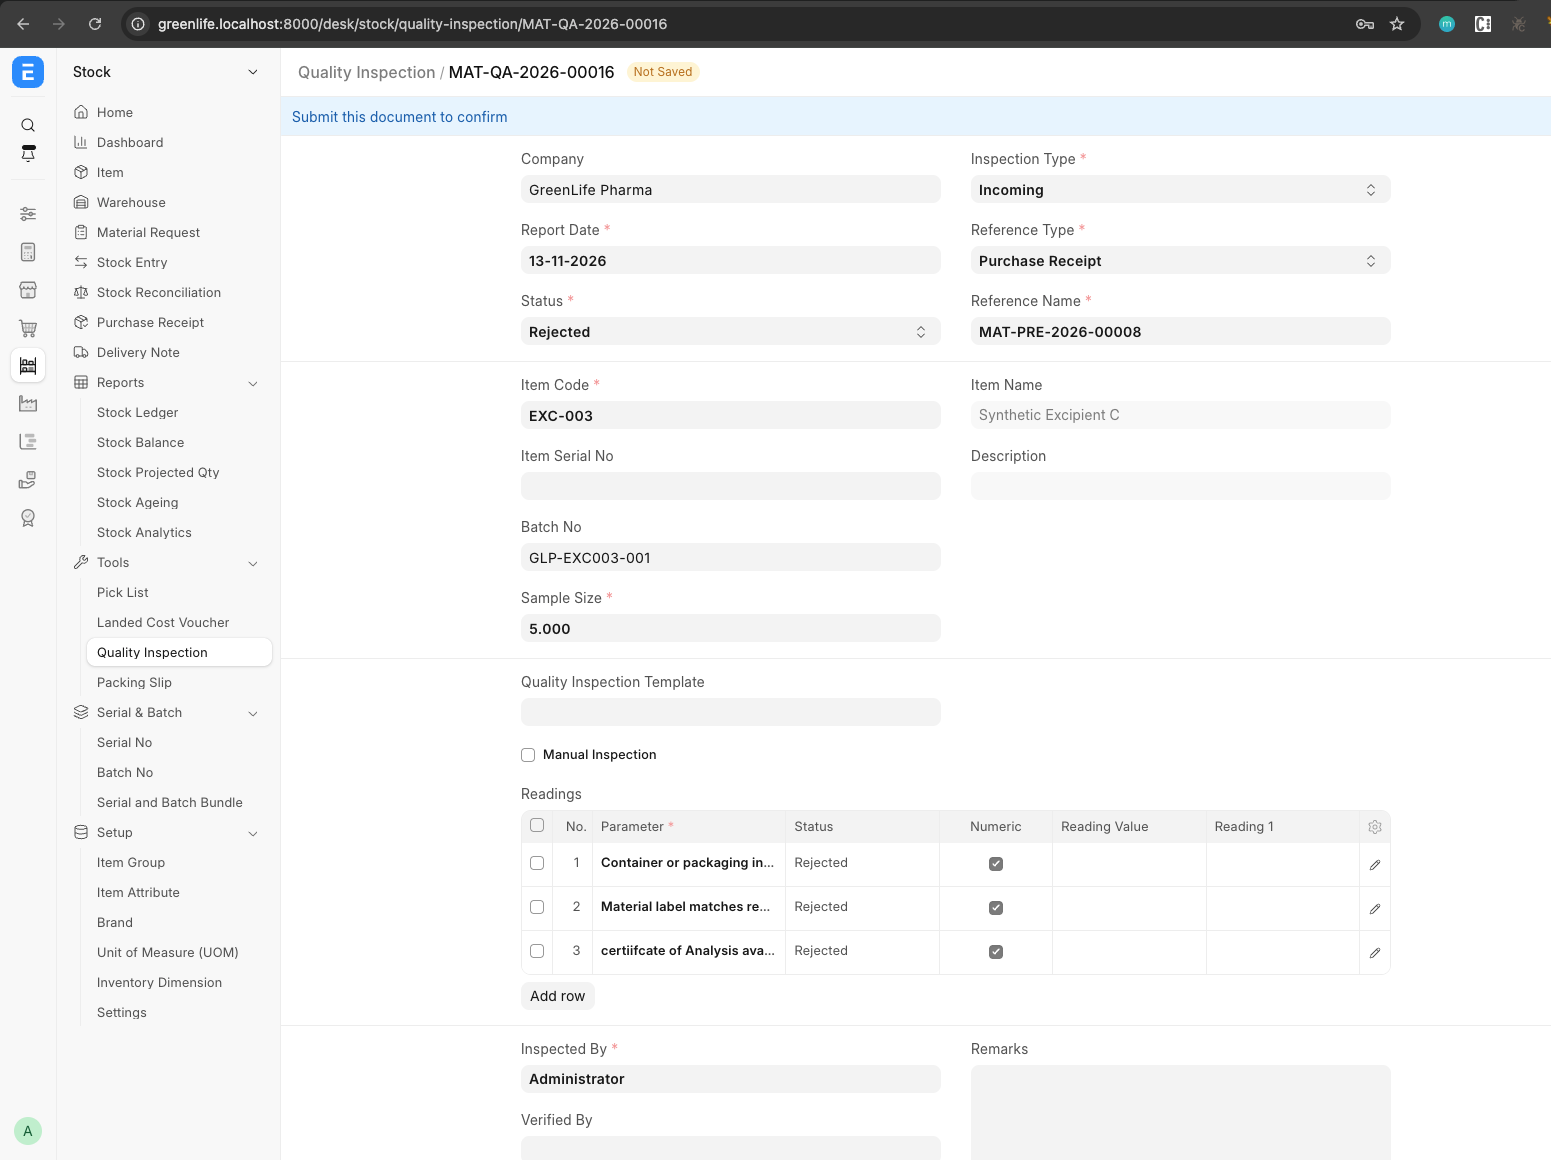 greenlife.localhost:8000/desk/stock/quality-inspection/MAT-QA-2026-00016
m
E
Stock
Home
Dashboard
Item
Warehouse
Material Request
Stock Entry
Stock Reconciliation
Purchase Receipt
Delivery Note
Reports
Stock Ledger
Stock Balance
Stock Projected Qty
Stock Ageing
Stock Analytics
Tools
Pick List
Landed Cost Voucher
Quality Inspection
Packing Slip
Serial & Batch
Serial No
Batch No
Serial and Batch Bundle
Setup
Item Group
Item Attribute
Brand
Unit of Measure (UOM)
Inventory Dimension
Settings
A
Quality Inspection / MAT-QA-2026-00016 Not Saved
Submit this document to confirm
Company
GreenLife Pharma
Inspection Type *
Incoming
Report Date *
13-11-2026
Reference Type *
Purchase Receipt
Status *
Rejected
Reference Name *
MAT-PRE-2026-00008
Item Code *
EXC-003
Item Name
Synthetic Excipient C
Item Serial No
Description
Batch No
GLP-EXC003-001
Sample Size *
5.000
Quality Inspection Template
Manual Inspection
Readings
No. Parameter * Status Numeric Reading Value Reading 1
1 Container or packaging in... Rejected
2 Material label matches re... Rejected
3 certiifcate of Analysis ava... Rejected
Add row
Inspected By *
Administrator
Remarks
Verified By